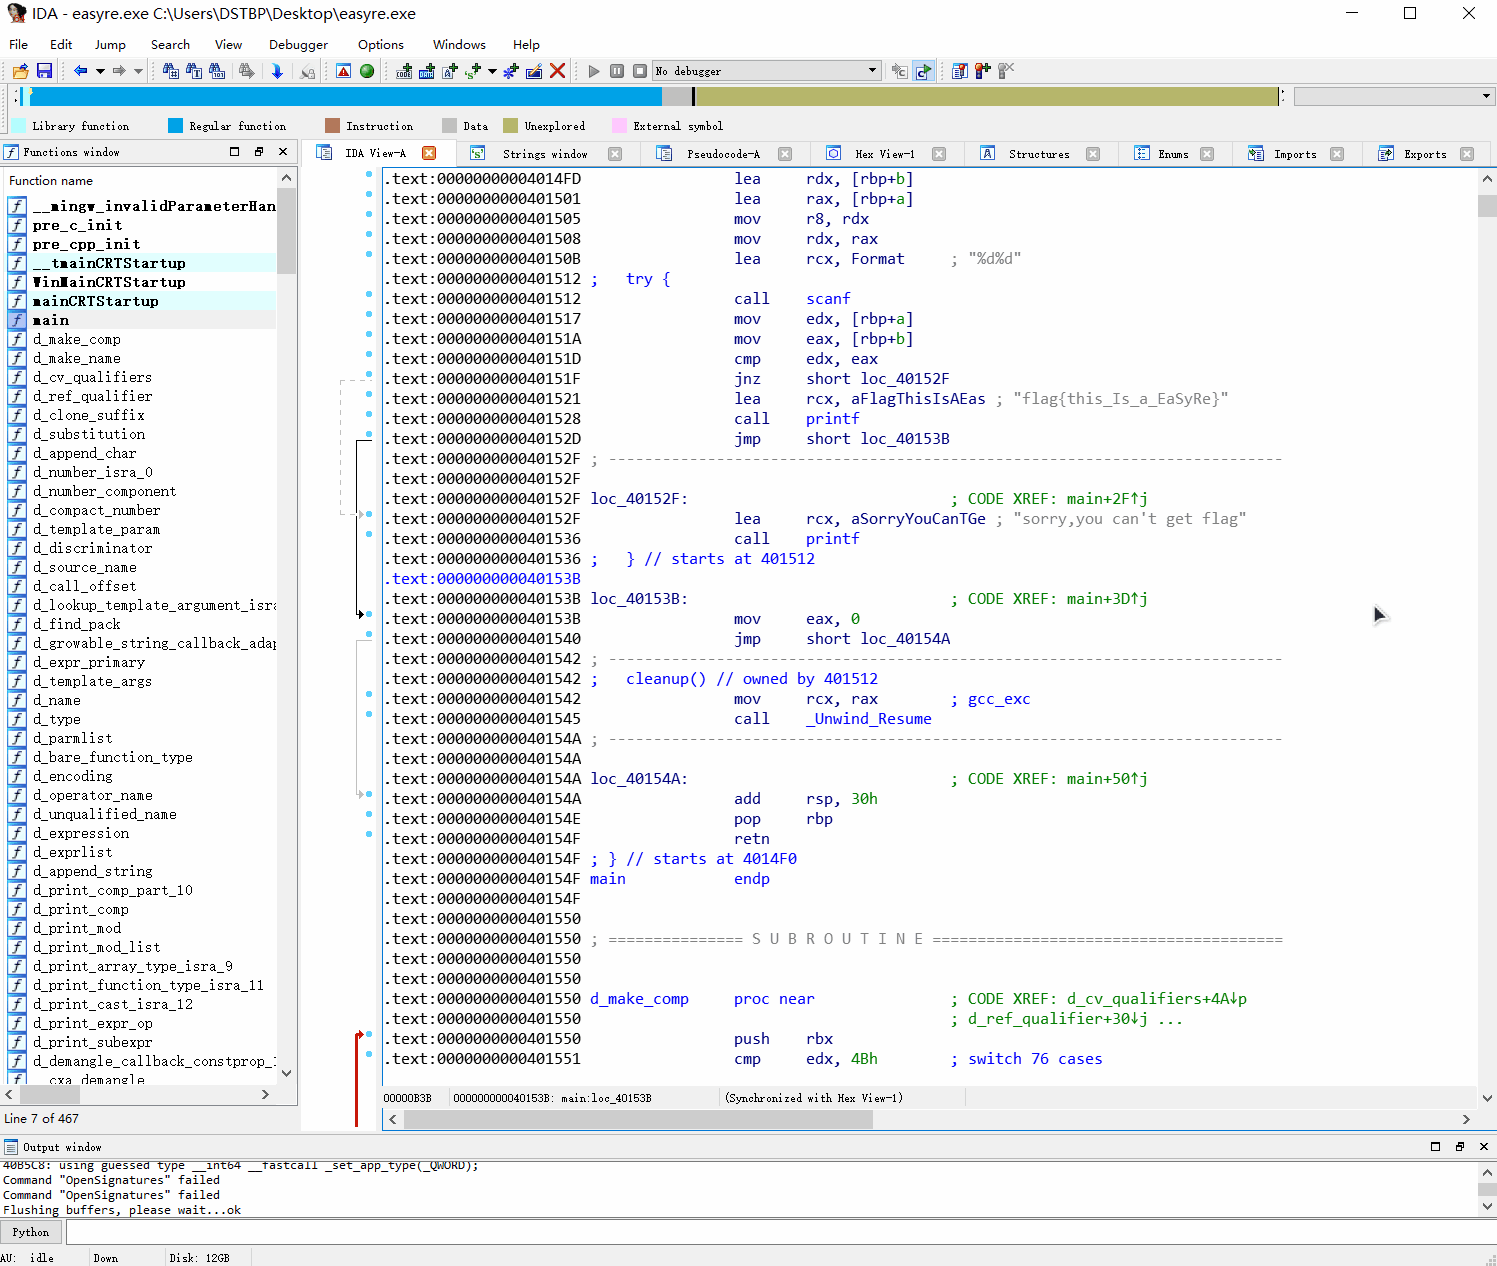 IDA - easyre.exe C:\Users\DSTBP\Desktop\easyre.exe
File Edit Jump Search View Debugger Options Windows Help
No debugger
Library function Regular function Instruction Data Unexplored External symbol
Functions window
IDA View-A Strings window Pseudocode-A Hex View-1 Structures Enums Imports Exports
Function name
__mingw_invalidParameterHan
pre_c_init
pre_cpp_init
__tmainCRTStartup
WinMainCRTStartup
mainCRTStartup
main
d_make_comp
d_make_name
d_cv_qualifiers
d_ref_qualifier
d_clone_suffix
d_substitution
d_append_char
d_number_isra_0
d_number_component
d_compact_number
d_template_param
d_discriminator
d_source_name
d_call_offset
d_lookup_template_argument_isra
d_find_pack
d_growable_string_callback_adap
d_expr_primary
d_template_args
d_name
d_type
d_parmlist
d_bare_function_type
d_encoding
d_operator_name
d_unqualified_name
d_expression
d_exprlist
d_append_string
d_print_comp_part_10
d_print_comp
d_print_mod
d_print_mod_list
d_print_array_type_isra_9
d_print_function_type_isra_11
d_print_cast_isra_12
d_print_expr_op
d_print_subexpr
d_demangle_callback_constprop_
__cxa_demangle
Line 7 of 467
.text:00000000004014FD lea rdx, [rbp+b]
.text:0000000000401501 lea rax, [rbp+a]
.text:0000000000401505 mov r8, rdx
.text:0000000000401508 mov rdx, rax
.text:000000000040150B lea rcx, Format ; "%d%d"
.text:0000000000401512 ; try {
.text:0000000000401512 call scanf
.text:0000000000401517 mov edx, [rbp+a]
.text:000000000040151A mov eax, [rbp+b]
.text:000000000040151D cmp edx, eax
.text:000000000040151F jnz short loc_40152F
.text:0000000000401521 lea rcx, aFlagThisIsAEas ; "flag{this_Is_a_EaSyRe}"
.text:0000000000401528 call printf
.text:000000000040152D jmp short loc_40153B
.text:000000000040152F ; ---------------------------------------------------------------------------
.text:000000000040152F
.text:000000000040152F loc_40152F: ; CODE XREF: main+2F↑j
.text:000000000040152F lea rcx, aSorryYouCanTGe ; "sorry,you can't get flag"
.text:0000000000401536 call printf
.text:0000000000401536 ; } // starts at 401512
.text:000000000040153B
.text:000000000040153B loc_40153B: ; CODE XREF: main+3D↑j
.text:000000000040153B mov eax, 0
.text:0000000000401540 jmp short loc_40154A
.text:0000000000401542 ; ---------------------------------------------------------------------------
.text:0000000000401542 ; cleanup() // owned by 401512
.text:0000000000401542 mov rcx, rax ; gcc_exc
.text:0000000000401545 call _Unwind_Resume
.text:000000000040154A ; ---------------------------------------------------------------------------
.text:000000000040154A
.text:000000000040154A loc_40154A: ; CODE XREF: main+50↑j
.text:000000000040154A add rsp, 30h
.text:000000000040154E pop rbp
.text:000000000040154F retn
.text:000000000040154F ; } // starts at 4014F0
.text:000000000040154F main endp
.text:000000000040154F
.text:0000000000401550
.text:0000000000401550 ; =============== S U B R O U T I N E =======================================
.text:0000000000401550
.text:0000000000401550
.text:0000000000401550 d_make_comp proc near ; CODE XREF: d_cv_qualifiers+4A↓p
.text:0000000000401550 ; d_ref_qualifier+30↓j ...
.text:0000000000401550 push rbx
.text:0000000000401551 cmp edx, 4Bh ; switch 76 cases
00000B3B 000000000040153B: main:loc_40153B (Synchronized with Hex View-1)
Output window
40B5C8: using guessed type __int64 __fastcall _set_app_type(_QWORD);
Command "OpenSignatures" failed
Command "OpenSignatures" failed
Flushing buffers, please wait...ok
Python
AU: idle Down Disk: 12GB